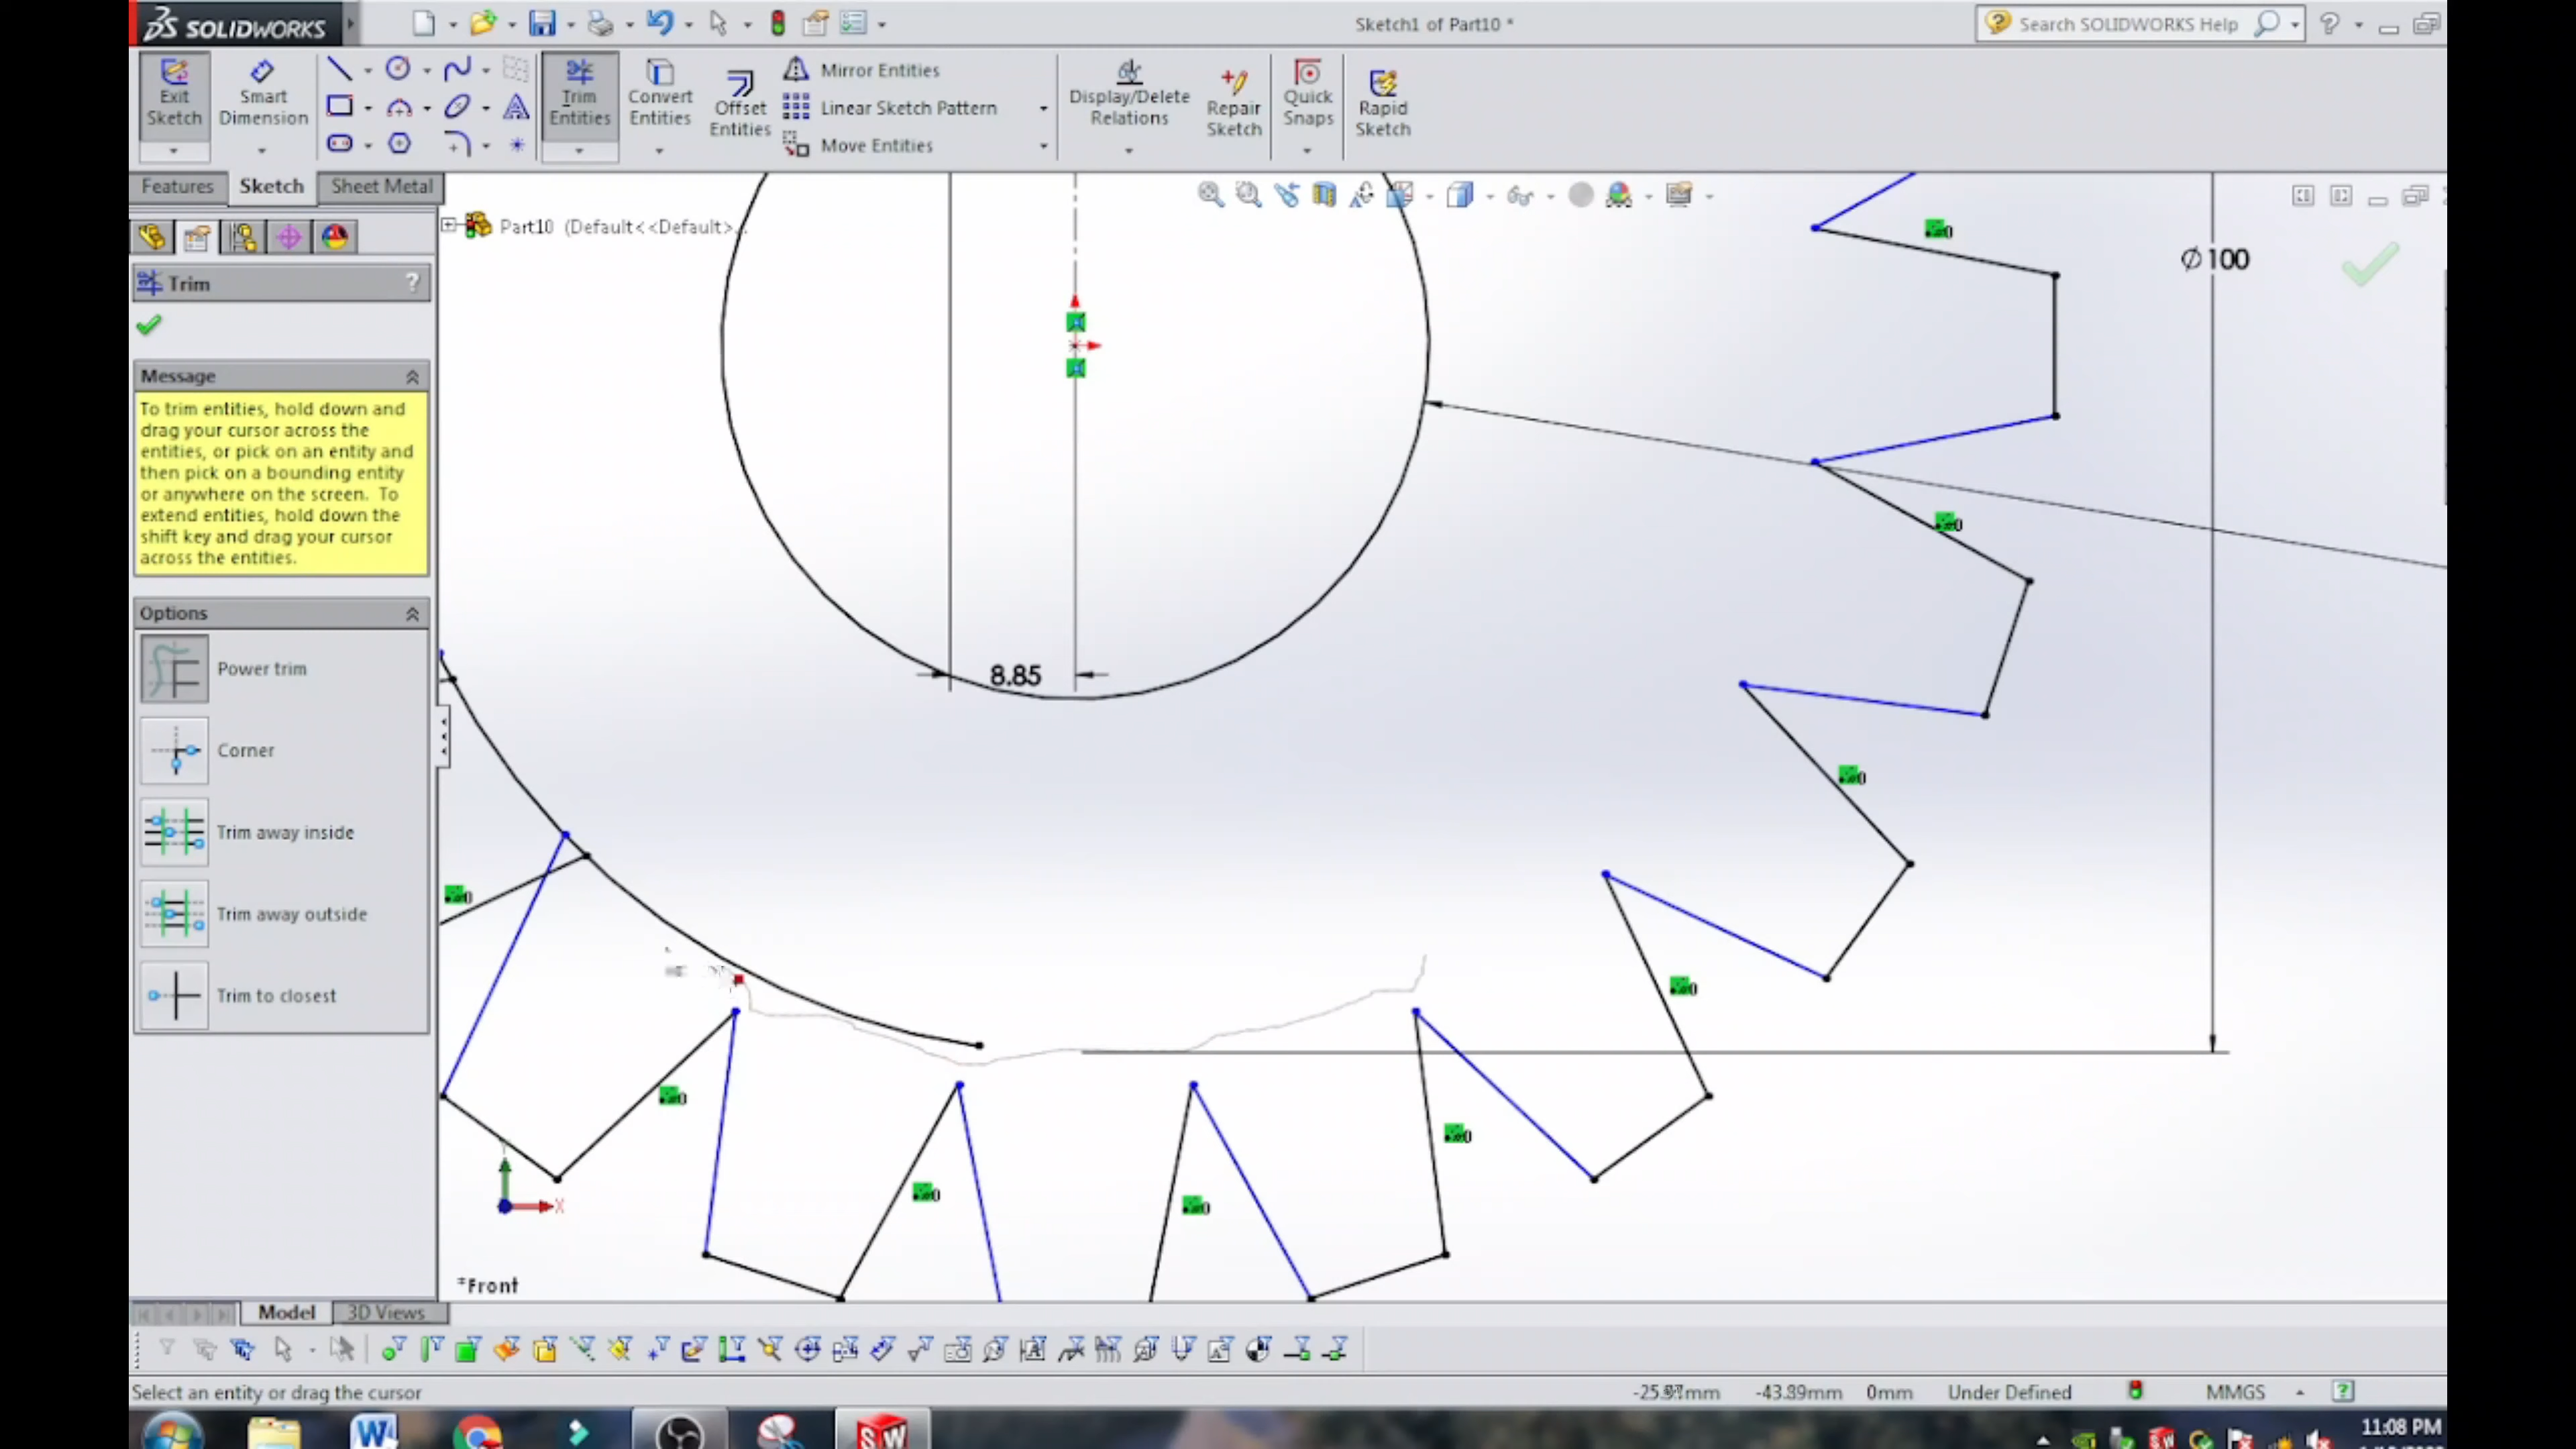 SOLIDWORKS
Sketch1 of Part10 *
Search SOLIDWORKS Help
Exit Sketch
Smart Dimension
Trim Entities
Convert Entities
Offset Entities
Mirror Entities
Linear Sketch Pattern
Move Entities
Display/Delete Relations
Repair Sketch
Quick Snaps
Rapid Sketch
Features
Sketch
Sheet Metal
Part10 (Default<<Default>...
Trim
?
Message
To trim entities, hold down and
drag your cursor across the
entities, or pick on an entity and
then pick on a bounding entity
or anywhere on the screen. To
extend entities, hold down the
shift key and drag your cursor
across the entities.
Options
Power trim
Corner
Trim away inside
Trim away outside
Trim to closest
Ø100
8.85
X
*Front
Model
3D Views
Select an entity or drag the cursor
-43.89mm
0mm
Under Defined
MMGS
11:08 PM